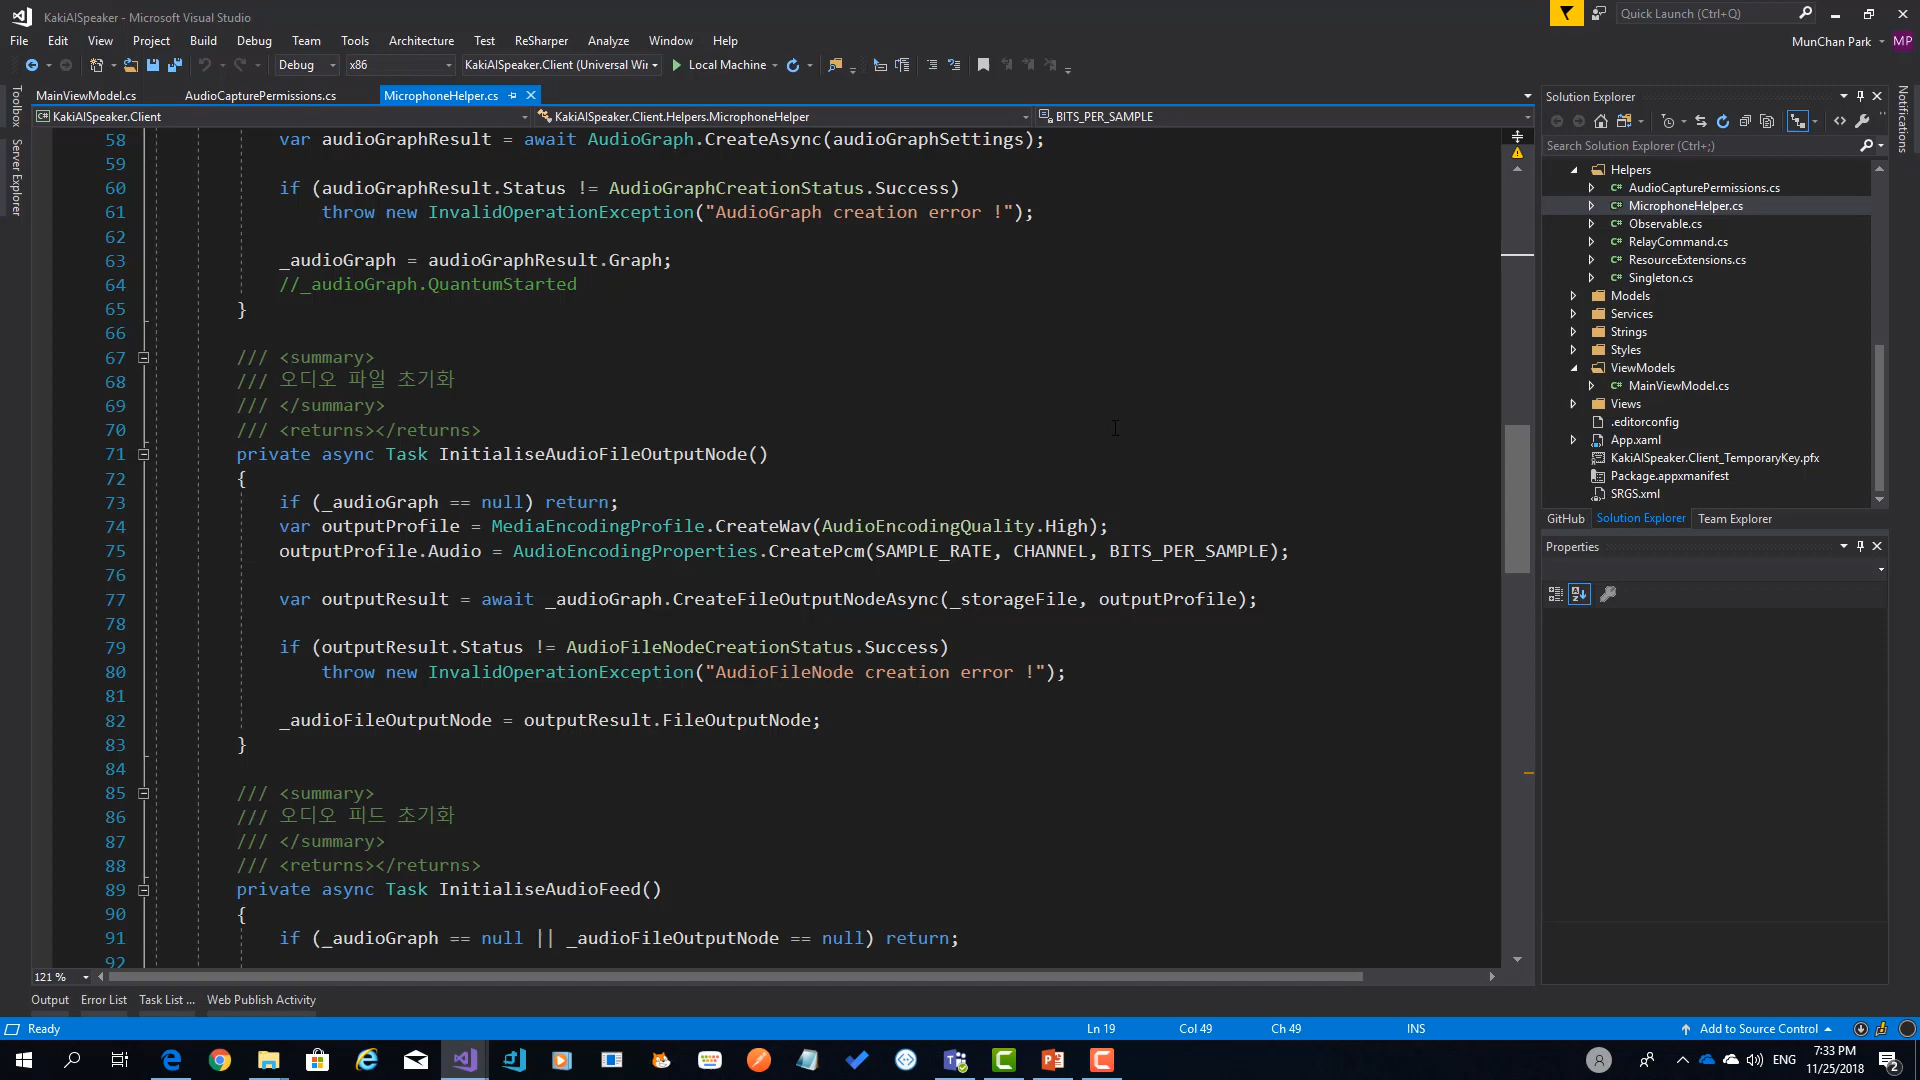 KakiAISpeaker - Microsoft Visual Studio
Quick Launch (Ctrl+Q)
File Edit View Project Build Debug Team Tools Architecture Test ReSharper Analyze Window Help
MunChan Park MP
Debug x86 KakiAISpeaker.Client (Universal Wi Local Machine
MainViewModel.cs AudioCapturePermissions.cs MicrophoneHelper.cs
KakiAISpeaker.Client KakiAISpeaker.Client.Helpers.MicrophoneHelper BITS_PER_SAMPLE
Toolbox
Server Explorer
58 var audioGraphResult = await AudioGraph.CreateAsync(audioGraphSettings);
59
60 if (audioGraphResult.Status != AudioGraphCreationStatus.Success)
61 throw new InvalidOperationException("AudioGraph creation error !");
62
63 _audioGraph = audioGraphResult.Graph;
64 //_audioGraph.QuantumStarted
65 }
66
67 /// <summary>
68 /// 오디오 파일 초기화
69 /// </summary>
70 /// <returns></returns>
71 private async Task InitialiseAudioFileOutputNode()
72 {
73 if (_audioGraph == null) return;
74 var outputProfile = MediaEncodingProfile.CreateWav(AudioEncodingQuality.High);
75 outputProfile.Audio = AudioEncodingProperties.CreatePcm(SAMPLE_RATE, CHANNEL, BITS_PER_SAMPLE);
76
77 var outputResult = await _audioGraph.CreateFileOutputNodeAsync(_storageFile, outputProfile);
78
79 if (outputResult.Status != AudioFileNodeCreationStatus.Success)
80 throw new InvalidOperationException("AudioFileNode creation error !");
81
82 _audioFileOutputNode = outputResult.FileOutputNode;
83 }
84
85 /// <summary>
86 /// 오디오 피드 초기화
87 /// </summary>
88 /// <returns></returns>
89 private async Task InitialiseAudioFeed()
90 {
91 if (_audioGraph == null || _audioFileOutputNode == null) return;
92
121 %
Solution Explorer
Search Solution Explorer (Ctrl+;)
Helpers
C# AudioCapturePermissions.cs
C# MicrophoneHelper.cs
C# Observable.cs
C# RelayCommand.cs
C# ResourceExtensions.cs
C# Singleton.cs
Models
Services
Strings
Styles
ViewModels
C# MainViewModel.cs
Views
.editorconfig
App.xaml
KakiAISpeaker.Client_TemporaryKey.pfx
Package.appxmanifest
SRGS.xml
GitHub Solution Explorer Team Explorer
Properties
Notifications
Output Error List Task List ... Web Publish Activity
Ready Ln 19 Col 49 Ch 49 INS Add to Source Control
ENG 7:33 PM
11/25/2018
2